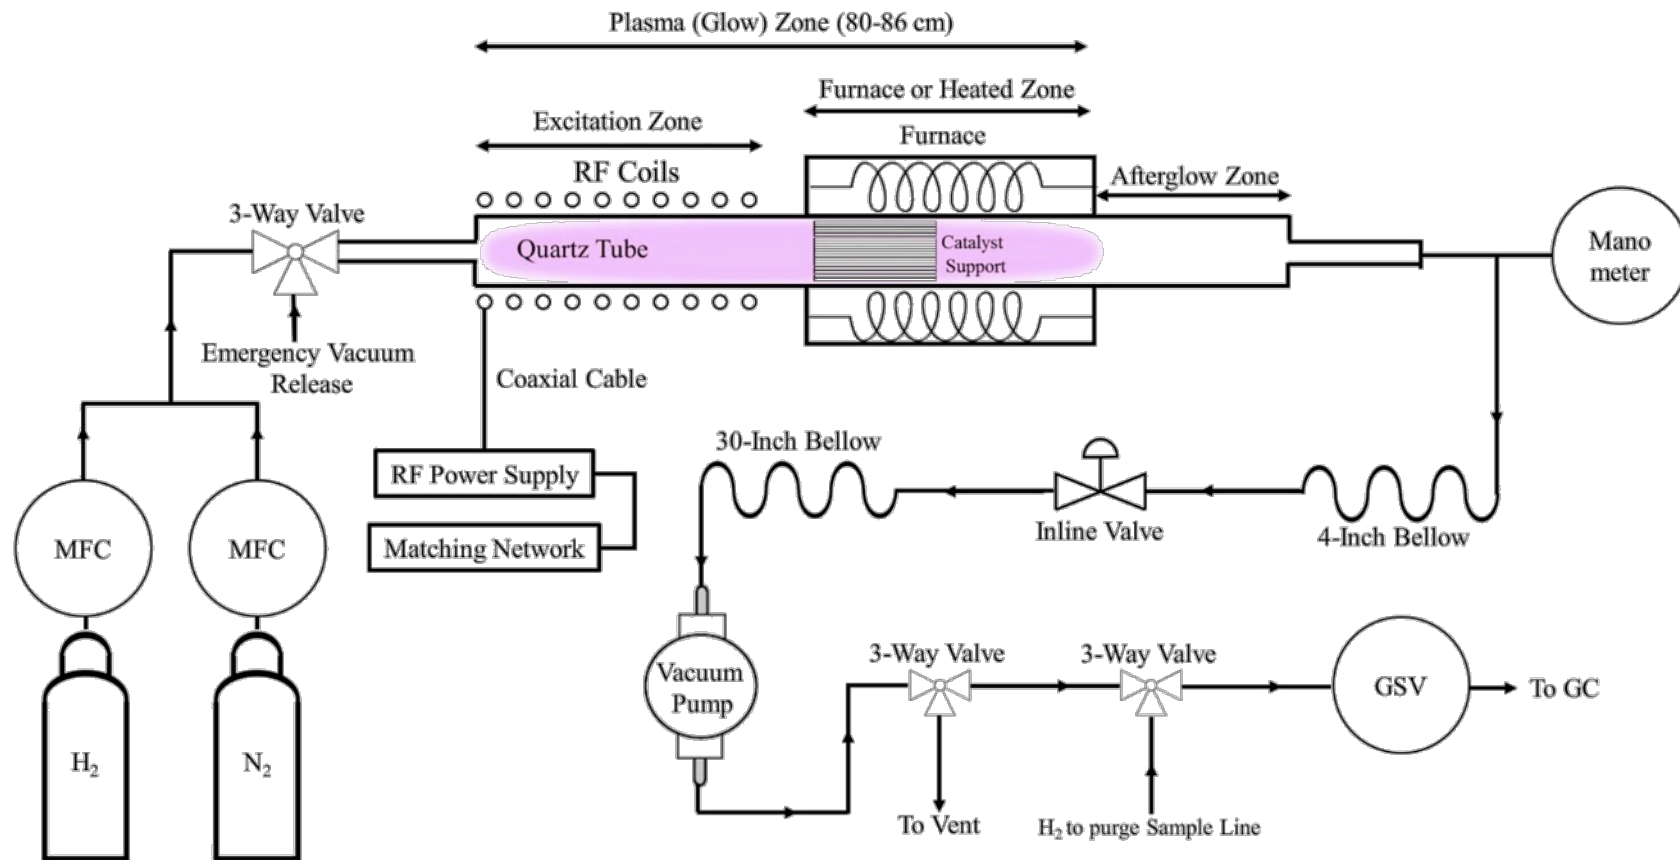 Plasma (Glow) Zone (80-86 cm)
Furnace or Heated Zone
Excitation Zone
Furnace
RF Coils
Afterglow Zone
3-Way Valve
Quartz Tube
Catalyst
Support
Mano
meter
Emergency Vacuum
Release
Coaxial Cable
30-Inch Bellow
RF Power Supply
Inline Valve
4-Inch Bellow
MFC
MFC
Matching Network
Vacuum
Pump
3-Way Valve
3-Way Valve
GSV
To GC
H₂
N₂
To Vent
H₂ to purge Sample Line